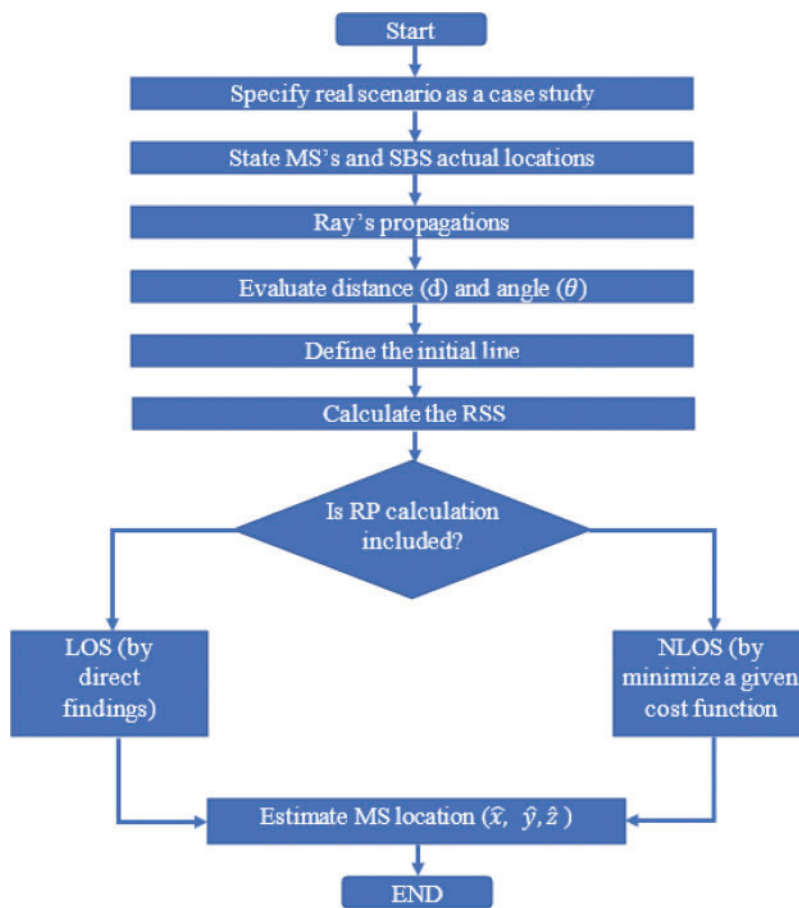 Start
Specify real scenario as a case study
State MS's and SBS actual locations
Ray's propagations
Evaluate distance (d) and angle (θ)
Define the initial line
Calculate the RSS
Is RP calculation
included?
LOS (by
direct
findings)
NLOS (by
minimize a given
cost function
Estimate MS location (x̂, ŷ, ẑ )
END